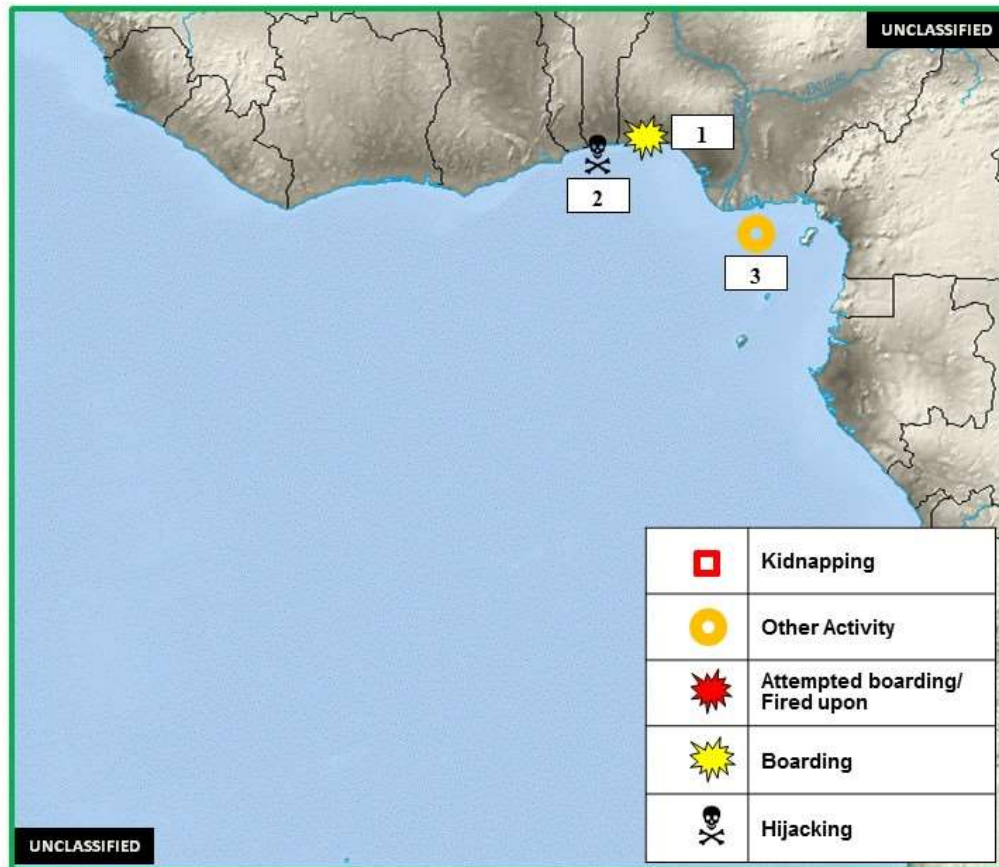 UNCLASSIFIED
1
2
3
Kidnapping
Other Activity
Attempted boarding/
Fired upon
Boarding
Hijacking
UNCLASSIFIED